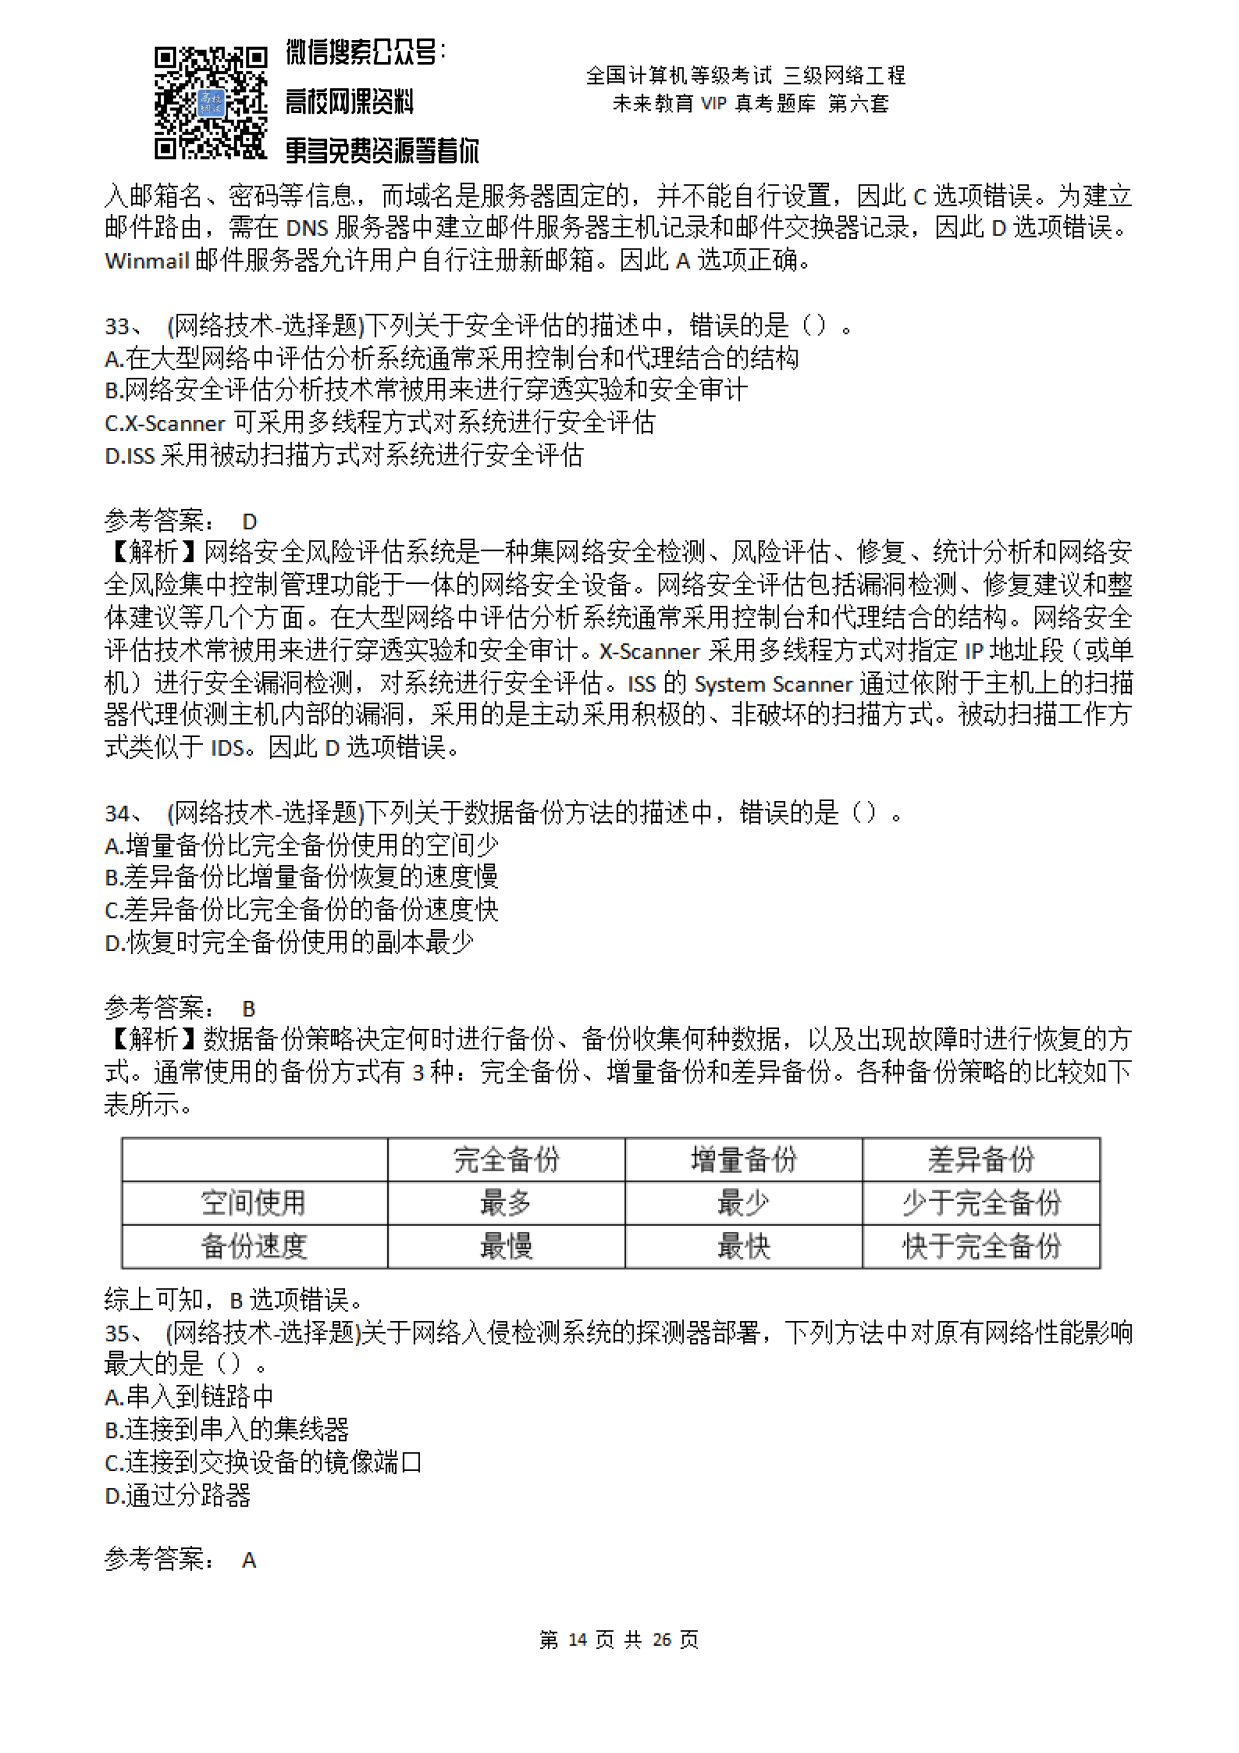 微信搜索公众号：
高校网课资料
更多免费资源等着你
全国计算机等级考试 三级网络工程
未来教育 VIP 真考题库 第六套
入邮箱名、密码等信息，而域名是服务器固定的，并不能自行设置，因此 C 选项错误。为建立
邮件路由，需在 DNS 服务器中建立邮件服务器主机记录和邮件交换器记录，因此 D 选项错误。
Winmail 邮件服务器允许用户自行注册新邮箱。因此 A 选项正确。
33、 (网络技术-选择题)下列关于安全评估的描述中，错误的是（）。
A.在大型网络中评估分析系统通常采用控制台和代理结合的结构
B.网络安全评估分析技术常被用来进行穿透实验和安全审计
C.X-Scanner 可采用多线程方式对系统进行安全评估
D.ISS 采用被动扫描方式对系统进行安全评估
参考答案： D
【解析】网络安全风险评估系统是一种集网络安全检测、风险评估、修复、统计分析和网络安
全风险集中控制管理功能于一体的网络安全设备。网络安全评估包括漏洞检测、修复建议和整
体建议等几个方面。在大型网络中评估分析系统通常采用控制台和代理结合的结构。网络安全
评估技术常被用来进行穿透实验和安全审计。X-Scanner 采用多线程方式对指定 IP 地址段（或单
机）进行安全漏洞检测，对系统进行安全评估。ISS 的 System Scanner 通过依附于主机上的扫描
器代理侦测主机内部的漏洞，采用的是主动采用积极的、非破坏的扫描方式。被动扫描工作方
式类似于 IDS。因此 D 选项错误。
34、 (网络技术-选择题)下列关于数据备份方法的描述中，错误的是（）。
A.增量备份比完全备份使用的空间少
B.差异备份比增量备份恢复的速度慢
C.差异备份比完全备份的备份速度快
D.恢复时完全备份使用的副本最少
参考答案： B
【解析】数据备份策略决定何时进行备份、备份收集何种数据，以及出现故障时进行恢复的方
式。通常使用的备份方式有 3 种：完全备份、增量备份和差异备份。各种备份策略的比较如下
表所示。
完全备份 增量备份 差异备份
空间使用 最多 最少 少于完全备份
备份速度 最慢 最快 快于完全备份
综上可知，B 选项错误。
35、 (网络技术-选择题)关于网络入侵检测系统的探测器部署，下列方法中对原有网络性能影响
最大的是（）。
A.串入到链路中
B.连接到串入的集线器
C.连接到交换设备的镜像端口
D.通过分路器
参考答案： A
第 14 页 共 26 页